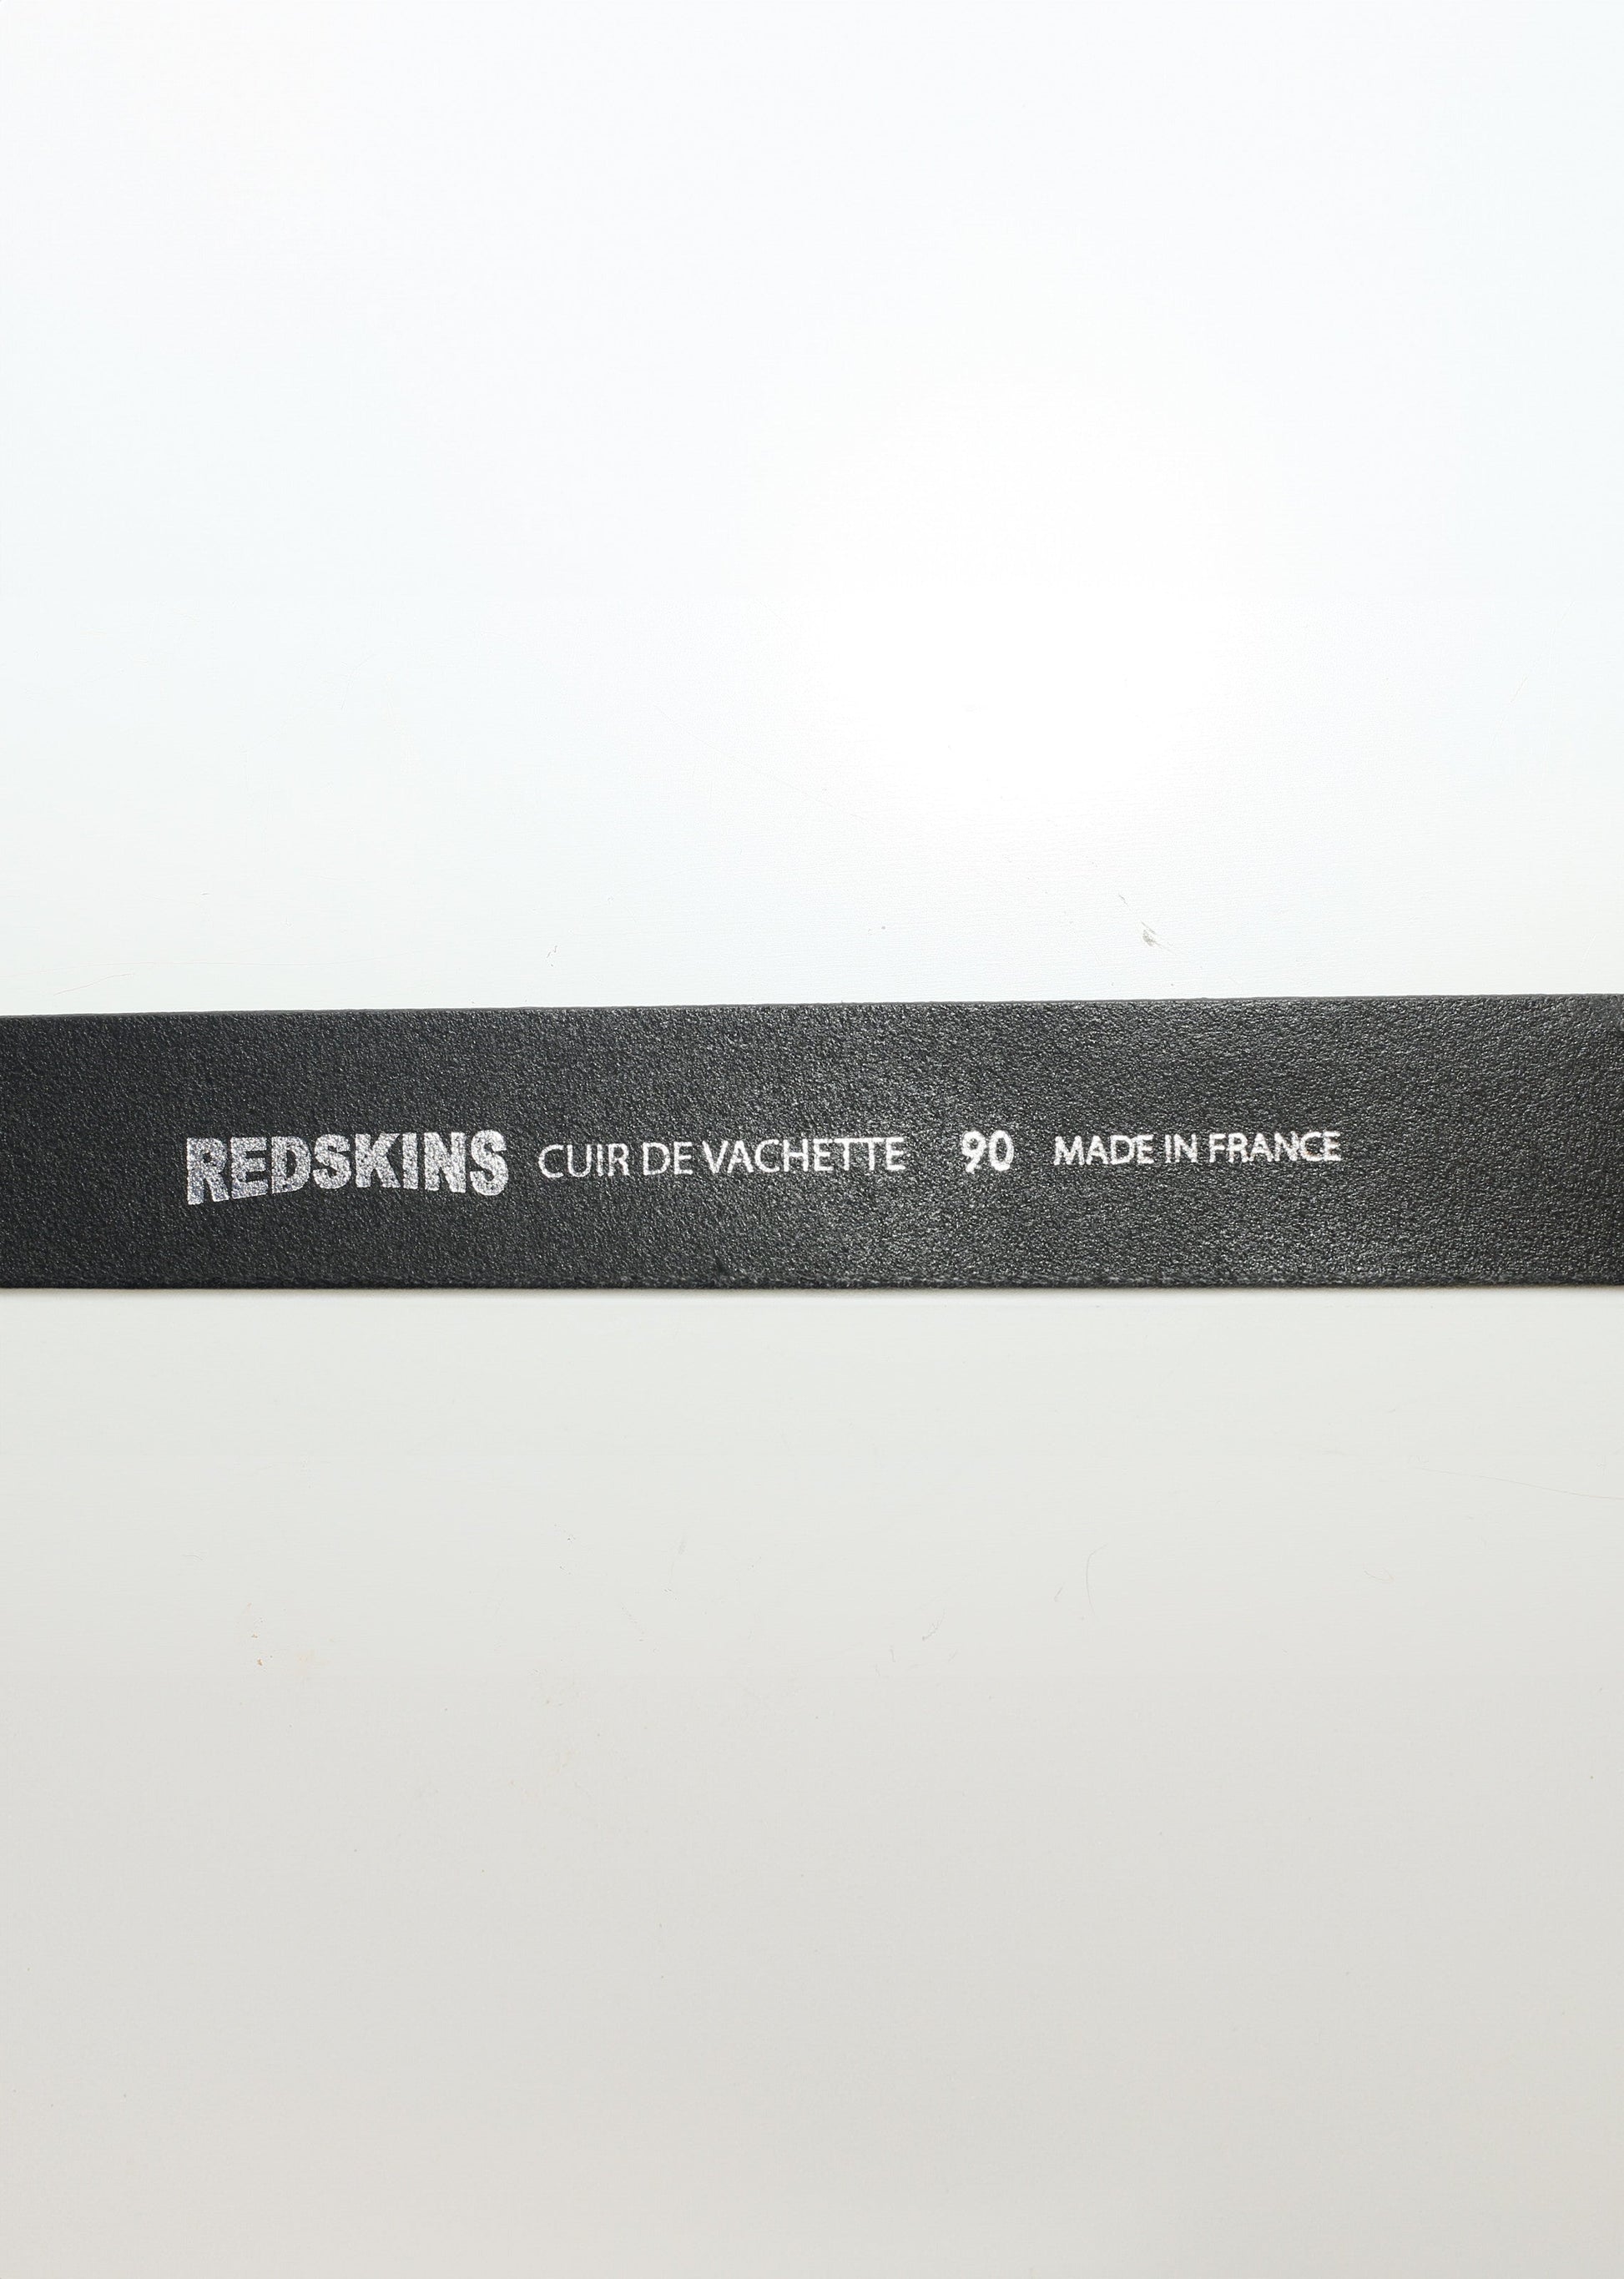 REDSKINS CUIR DE VACHETTE 90 MADE IN FRANCE